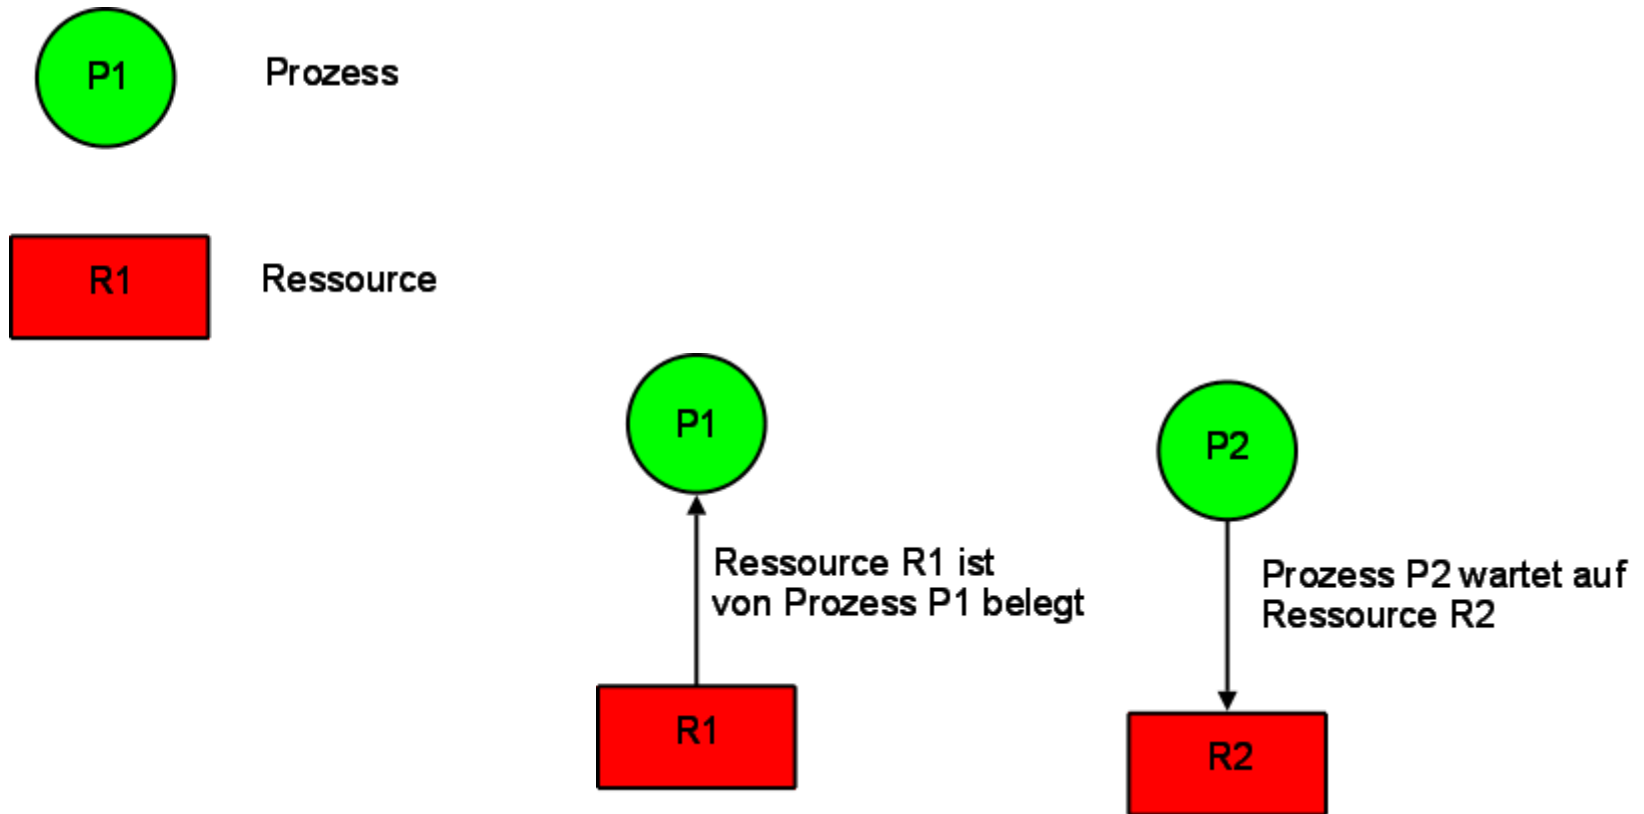 P1
Prozess
R1
Ressource
P1
Ressource R1 ist
von Prozess P1 belegt
R1
P2
Prozess P2 wartet auf
Ressource R2
R2